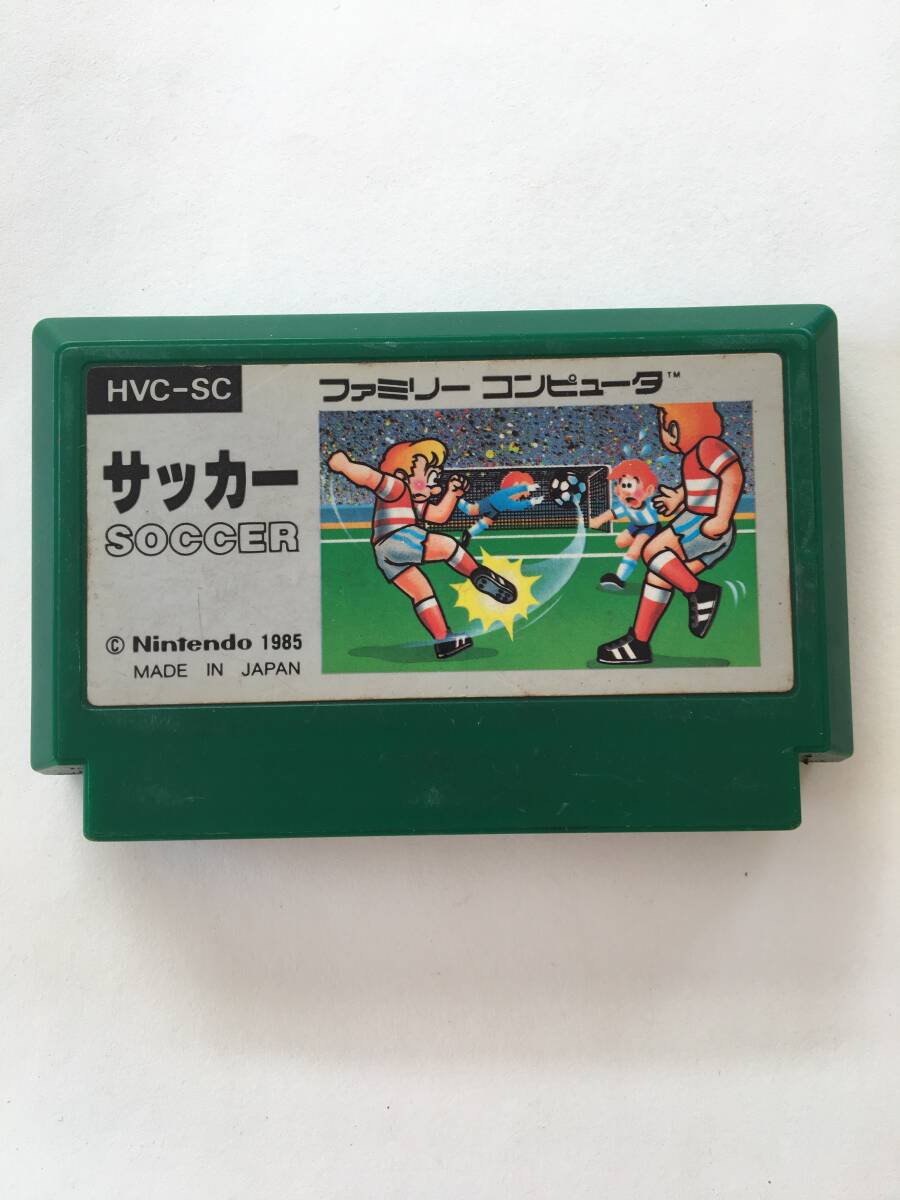 HVC-SC
ファミリー コンピュータ™
サッカー
SOCCER
© Nintendo 1985
MADE IN JAPAN